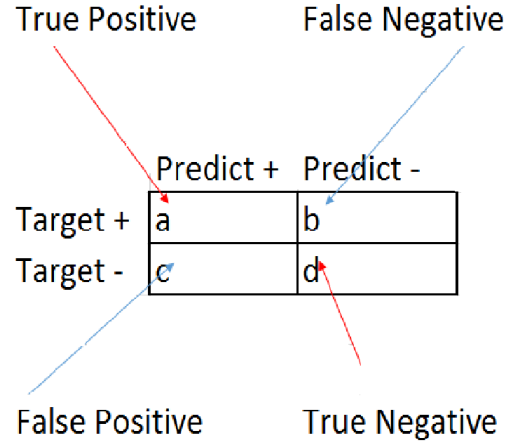 True Positive False Negative
Predict + Predict -
Target + a b
Target - c d
False Positive True Negative